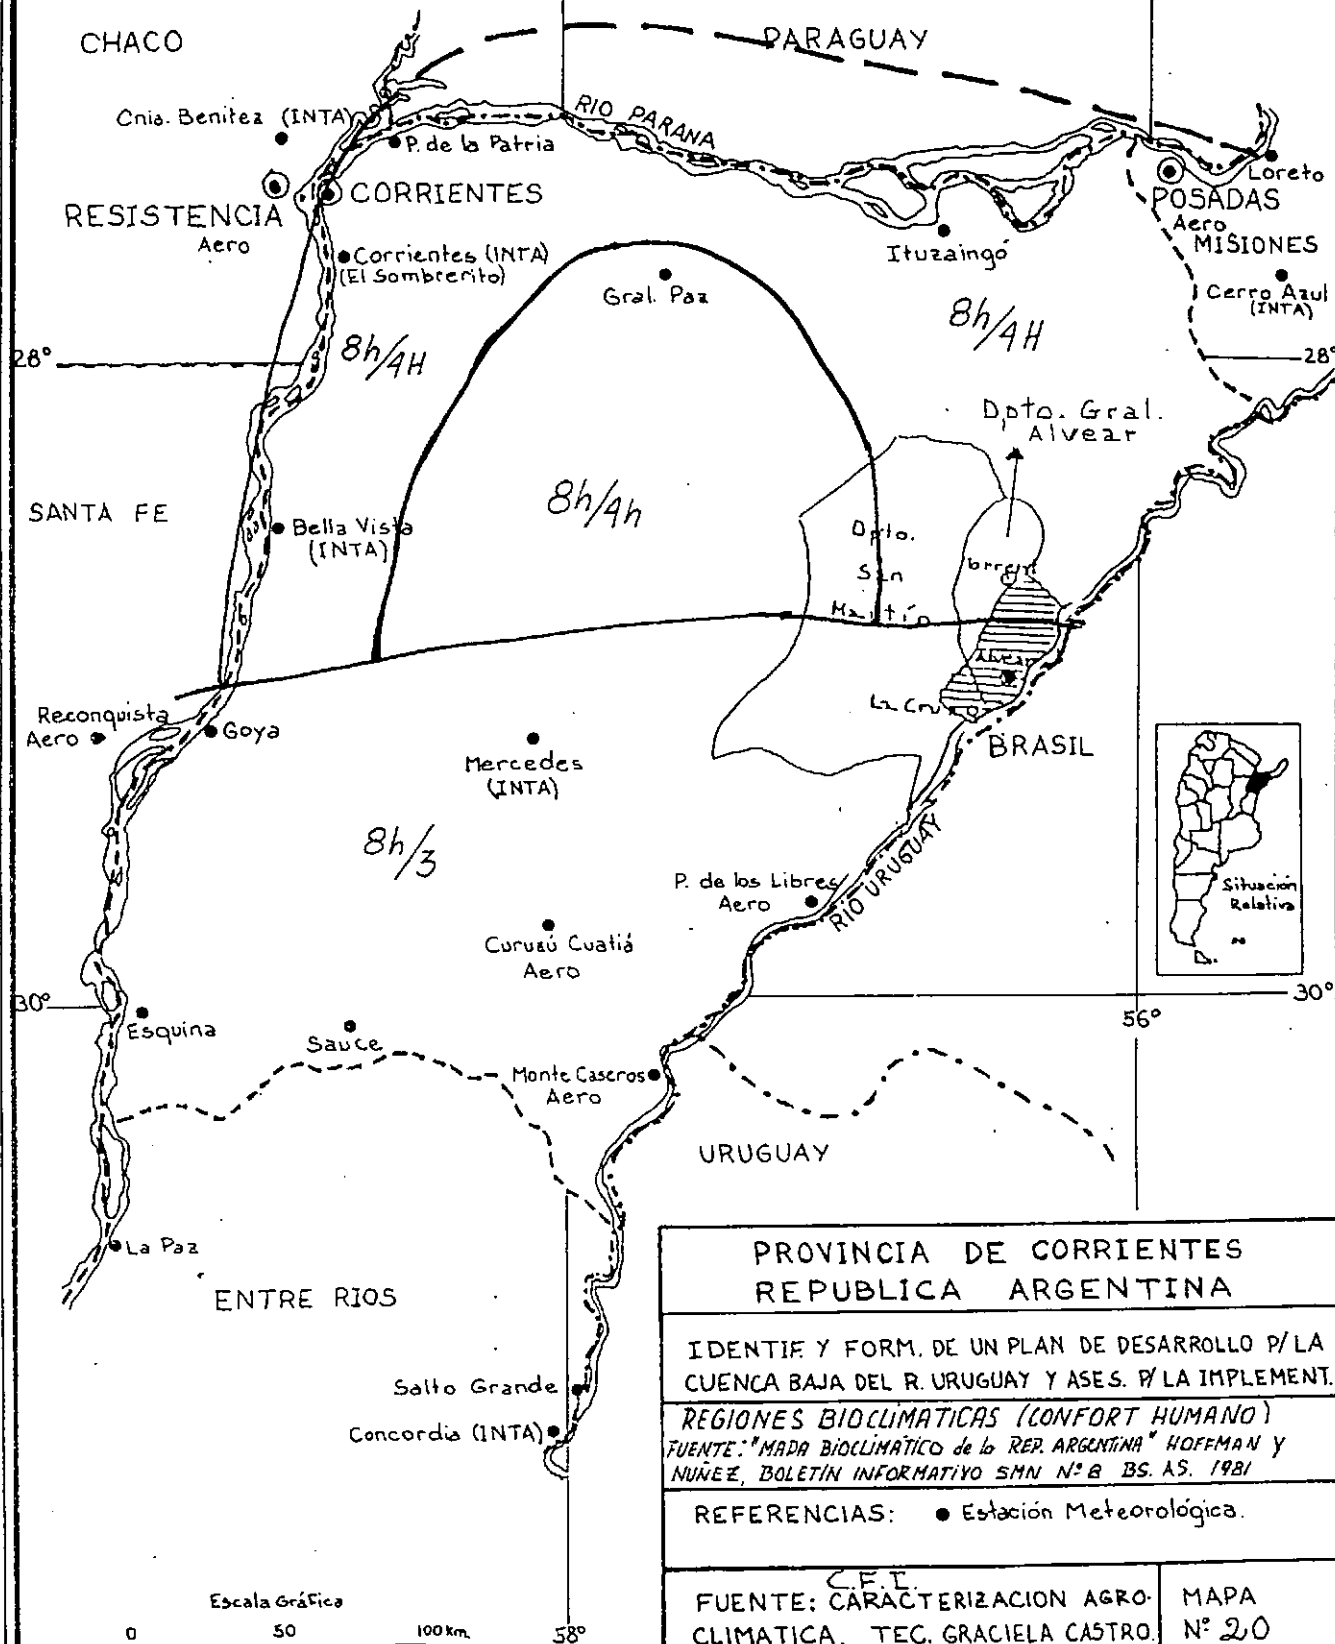 CHACO
PARAGUAY
Cnia. Benitez (INTA)
RIO PARANA
P. de la Patria
Loreto
CORRIENTES
RESISTENCIA
Aero
POSADAS
Aero
MISIONES
Corrientes (INTA)
(El Sombrerito)
Ituzaingó
Gral. Paz
Cerro Azul
(INTA)
8h/4H
8h/4H
28°
28°
Dpto. Gral.
Alvear
8h/4h
SANTA FE
Bella Vista
(INTA)
Dpto.
San
Martín
Alvear
La Cruz
Reconquista
Aero
Goya
Mercedes
(INTA)
BRASIL
8h/3
RIO URUGUAY
P. de los Libres
Aero
Situación
Relativa
Curuzú Cuatiá
Aero
30°
30°
56°
Esquina
Sauce
Monte Caseros
Aero
URUGUAY
La Paz
ENTRE RIOS
PROVINCIA DE CORRIENTES
REPUBLICA ARGENTINA
IDENTIF. Y FORM. DE UN PLAN DE DESARROLLO P/LA
CUENCA BAJA DEL R. URUGUAY Y ASES. P/ LA IMPLEMENT.
Salto Grande
Concordia (INTA)
REGIONES BIOCLIMATICAS (CONFORT HUMANO)
FUENTE: "MAPA BIOCLIMATICO de la REP. ARGENTINA" HOFFMAN Y
NUÑEZ, BOLETIN INFORMATIVO SMN Nº 8 BS. AS. 1981
REFERENCIAS: ● Estación Meteorológica.
C.F.I.
FUENTE: CARACTERIZACION AGRO-
CLIMATICA. TEC. GRACIELA CASTRO.
MAPA
Nº 20
Escala Gráfica
0 50 100 Km.
58°